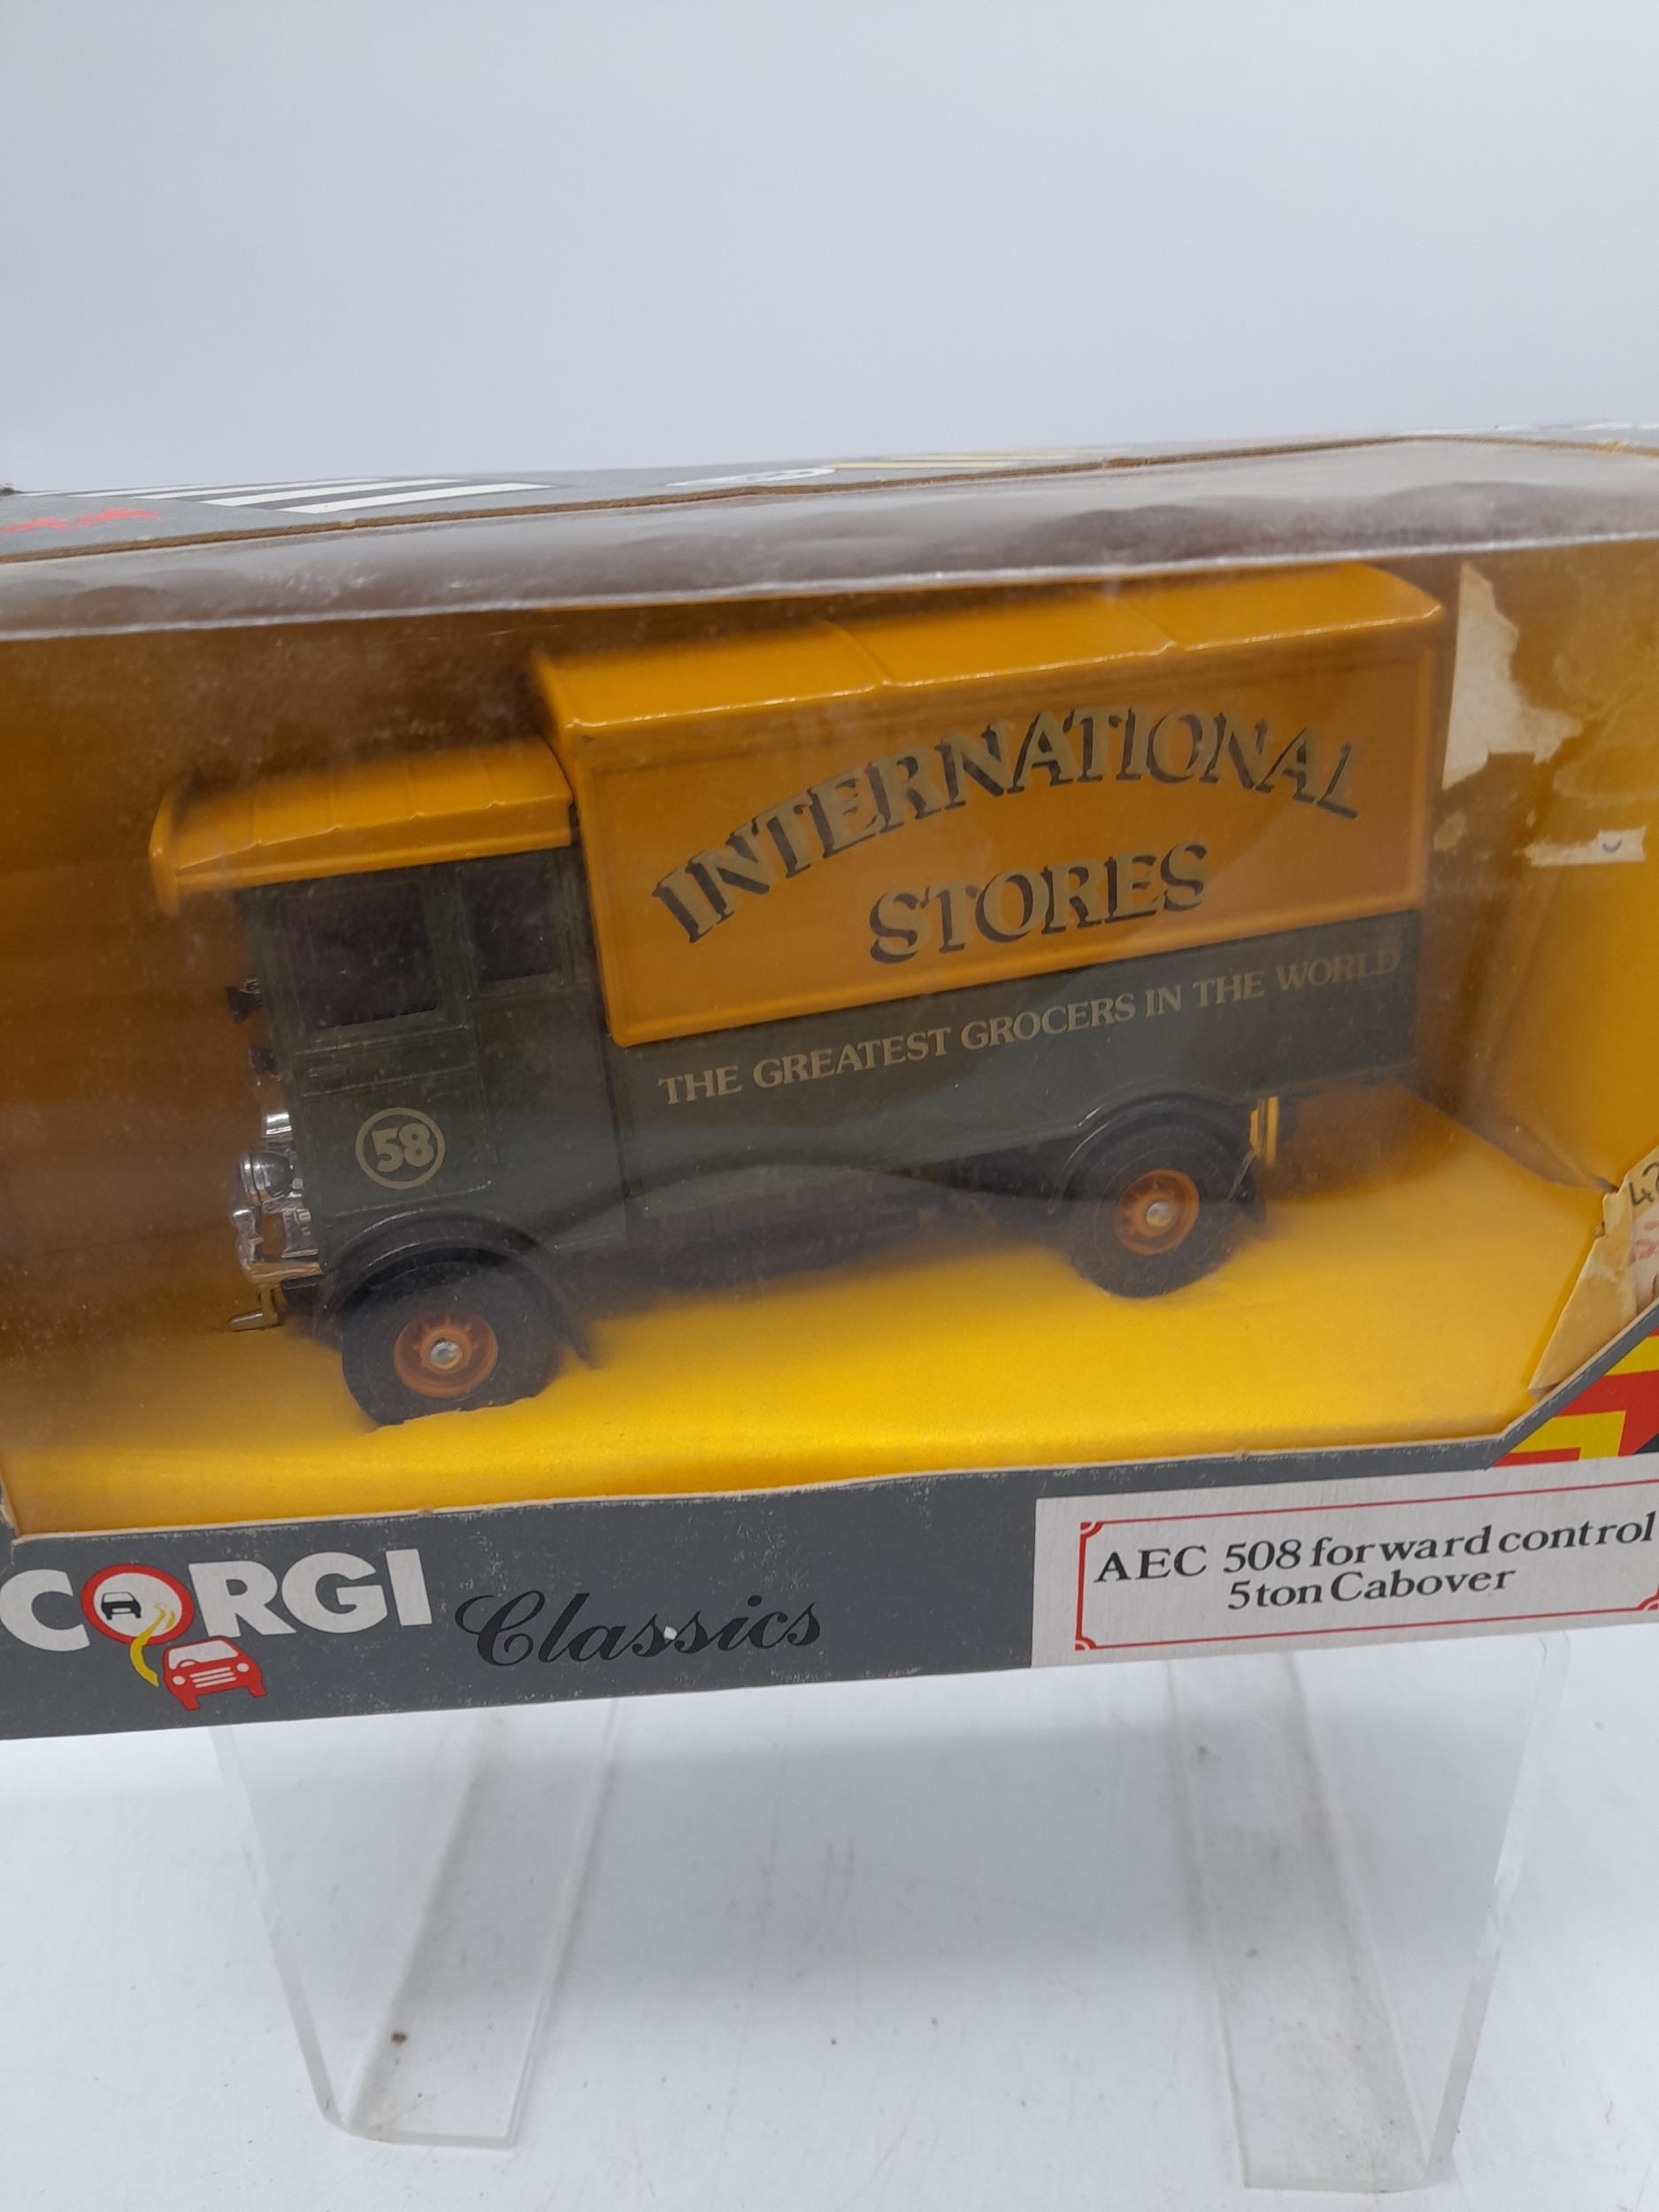 INTERNATIONAL
STORES
THE GREATEST GROCERS IN THE WORLD
58
CORGI Classics
AEC 508 forward control
5ton Cabover